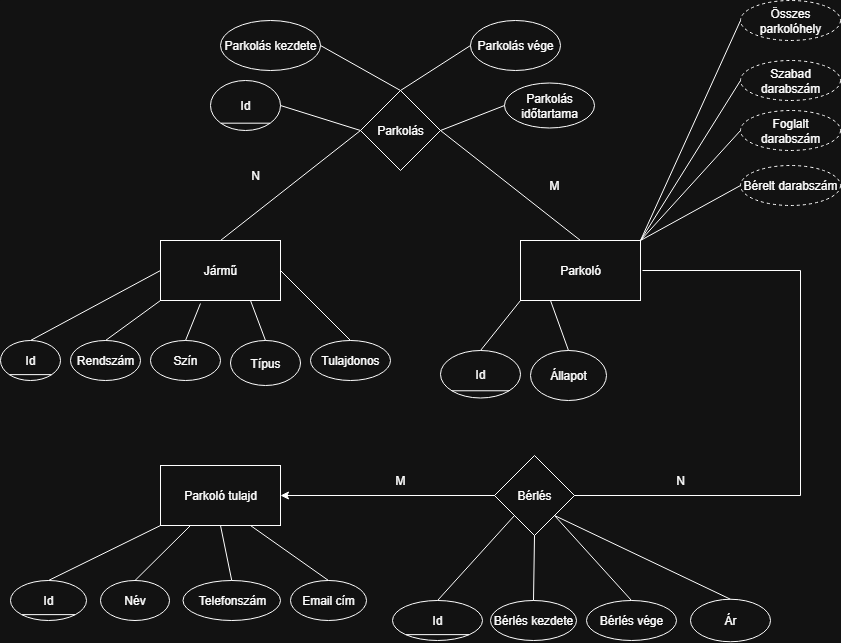 Összes
parkolóhely
Parkolás kezdete
Parkolás vége
Szabad
darabszám
Id
Parkolás
időtartama
Parkolás
Foglalt
darabszám
N
M
Bérelt darabszám
Jármű
Parkoló
Id
Rendszám
Szín
Típus
Tulajdonos
Id
Állapot
M
N
Parkoló tulajd
Bérlés
Id
Név
Telefonszám
Email cím
Id
Bérlés kezdete
Bérlés vége
Ár